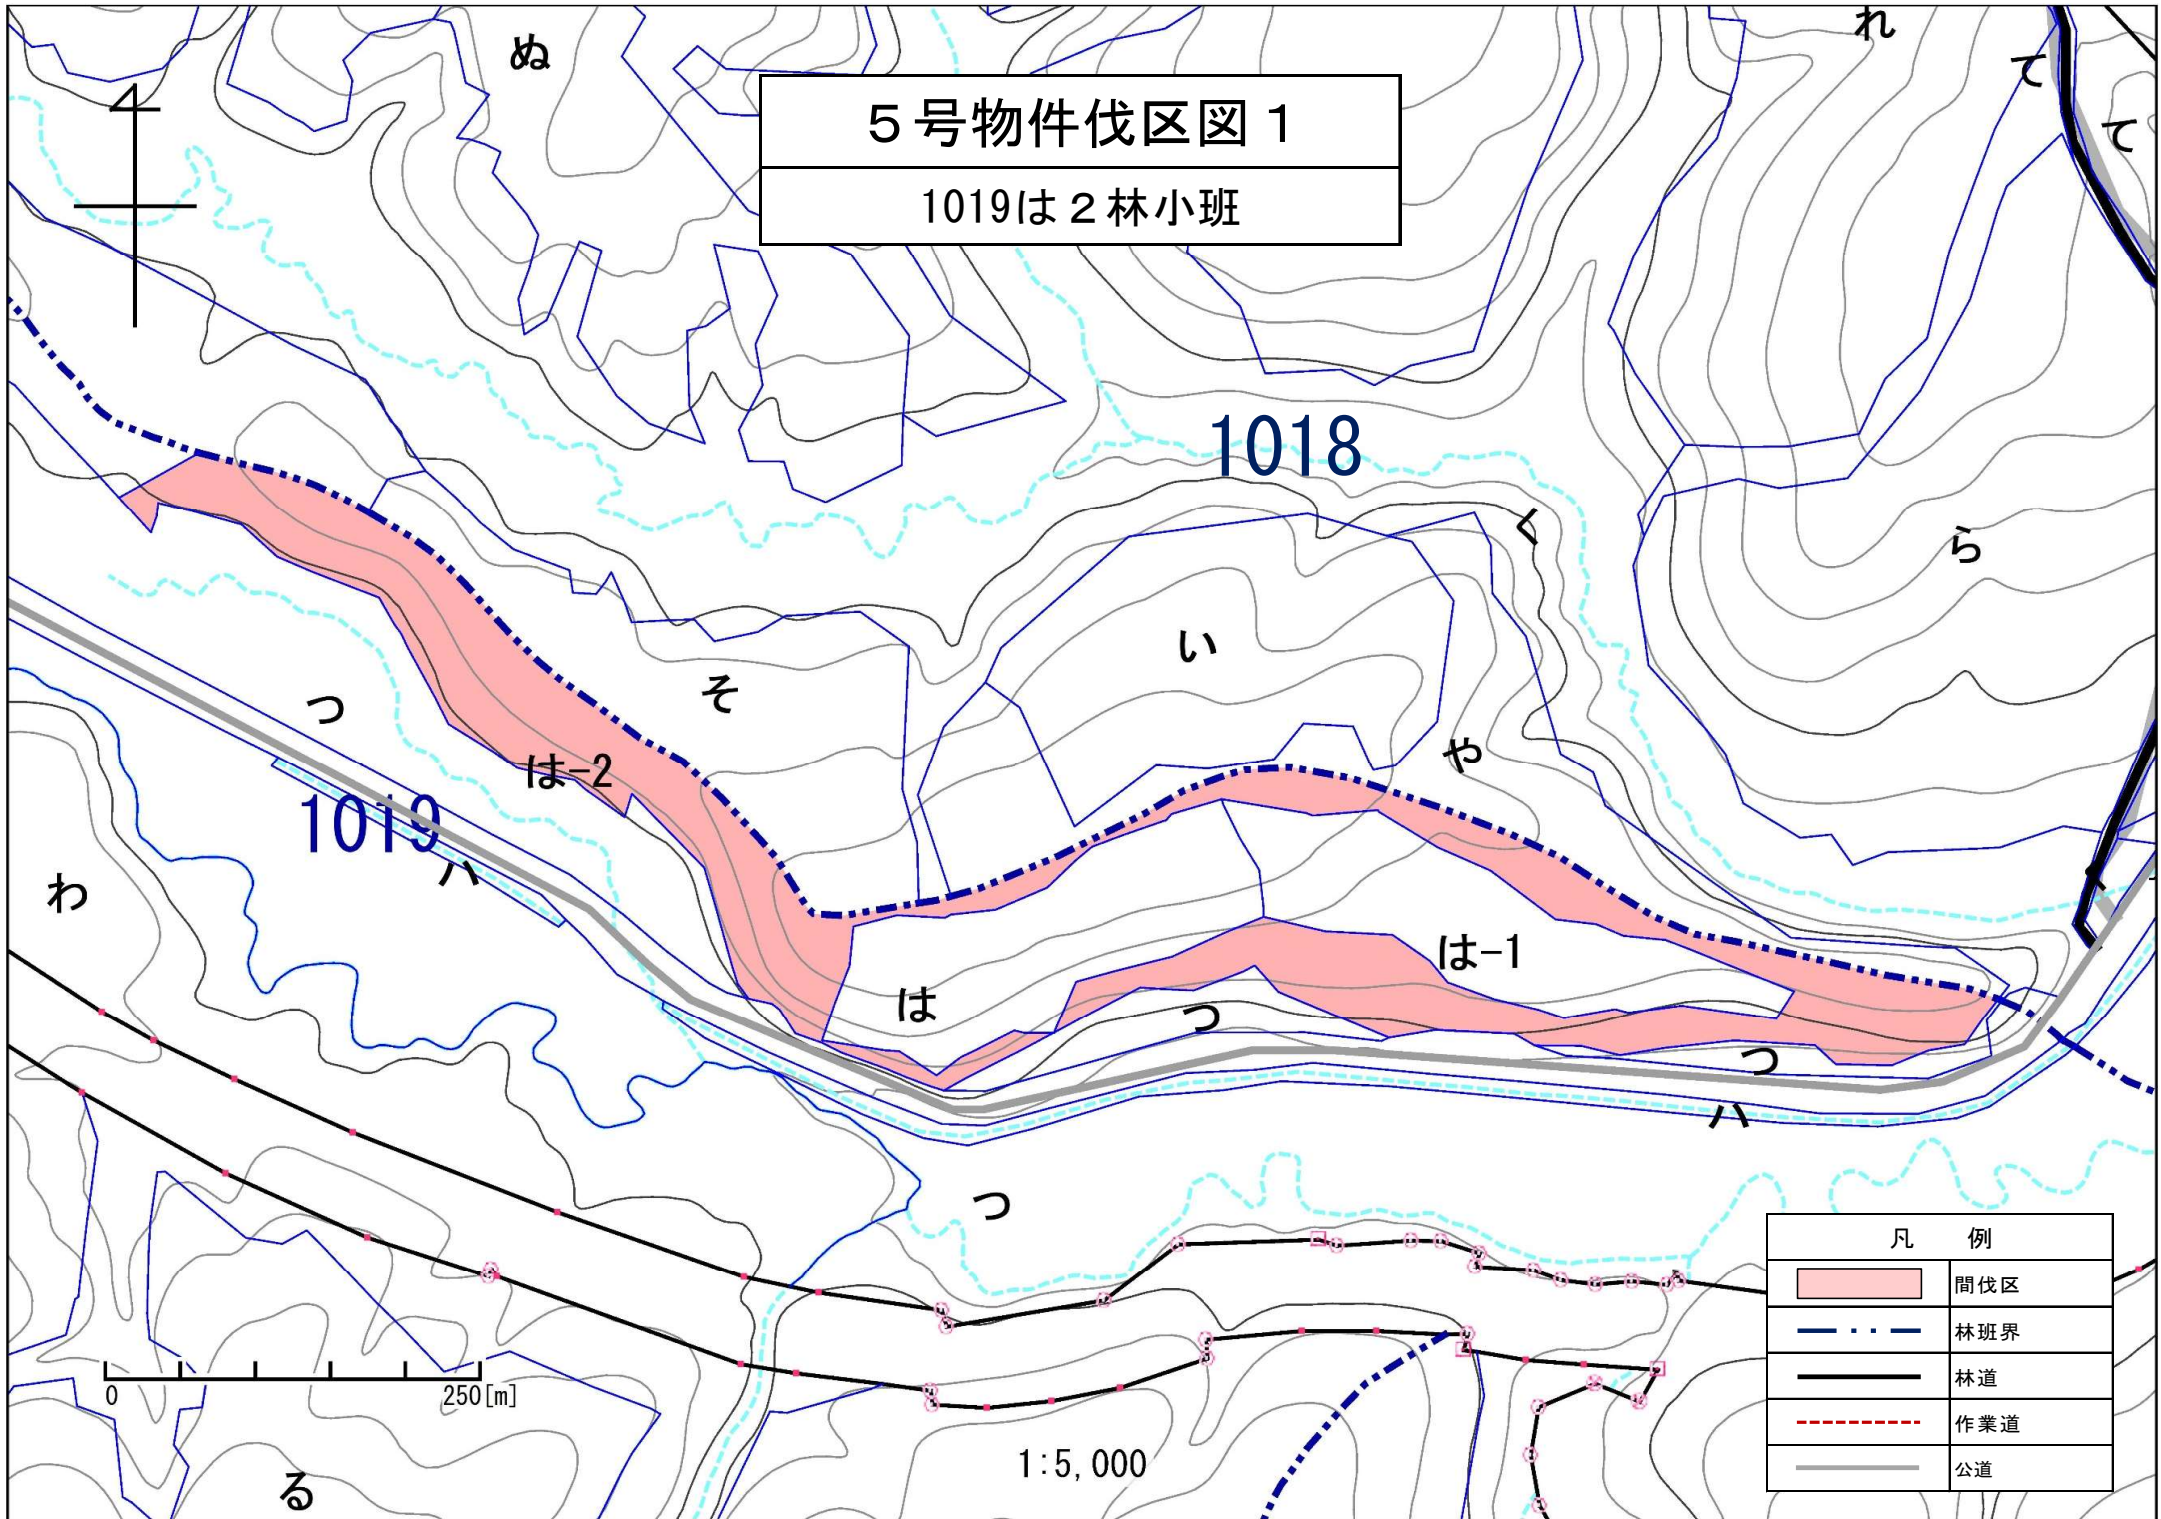 ぬ
れ
て
て
５号物件伐区図１
1019は２林小班
1018
く
ら
い
そ
つ
や
は-2
1019
ハ
わ
は-1
は
つ
つ
ハ
つ
凡　例
間伐区
林班界
林道
作業道
公道
0
250[m]
1:5,000
る